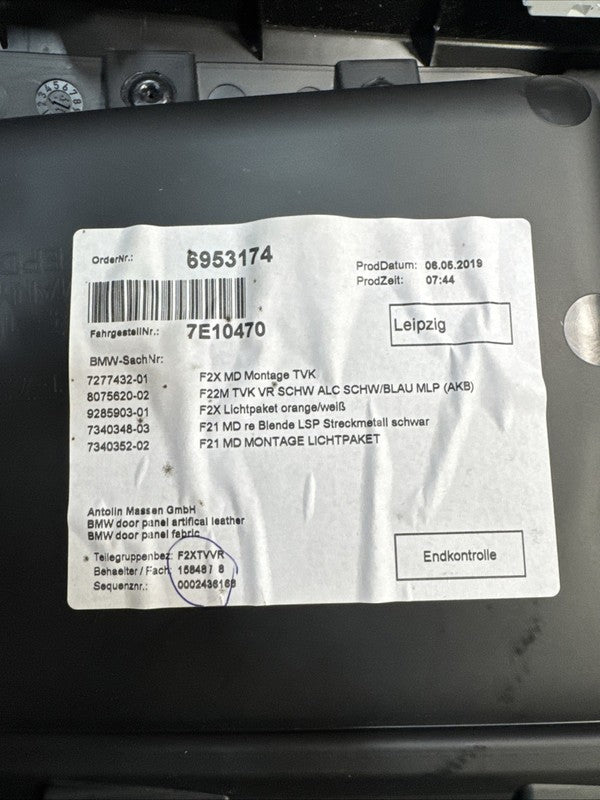 OrderNr.: 6953174
ProdDatum: 06.05.2019
ProdZeit: 07:44
FahrgestellNr.: 7E10470
Leipzig
BMW-SachNr:
7277432-01 F2X MD Montage TVK
8075620-02 F22M TVK VR SCHW ALC SCHW/BLAU MLP (AKB)
9285903-01 F2X Lichtpaket orange/weiß
7340348-03 F21 MD re Blende LSP Streckmetall schwar
7340352-02 F21 MD MONTAGE LICHTPAKET
Antolin Massen GmbH
BMW door panel artifical leather
BMW door panel fabric
* Teilegruppenbez: F2XTVVR
Behaelter / Fach: 158487 8
Sequenznr.: 0002436168
Endkontrolle